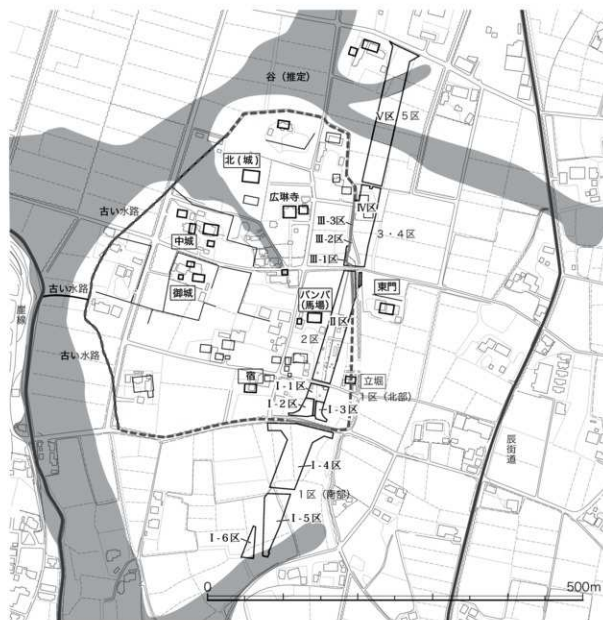 谷（推定）
Ⅴ区
5区
北（城）
広琳寺
古い水路
Ⅳ区
Ⅲ-3区
3・4区
Ⅲ-2区
中城
Ⅲ-1区
御城
古い水路
バンバ
（馬場）
東門
崖線
Ⅱ区
古い水路
2区
宿
立堀
Ⅰ-1区
1区（北部）
Ⅰ-2区
Ⅰ-3区
辰街道
Ⅰ-4区
1区（南部）
Ⅰ-5区
Ⅰ-6区
0
500m